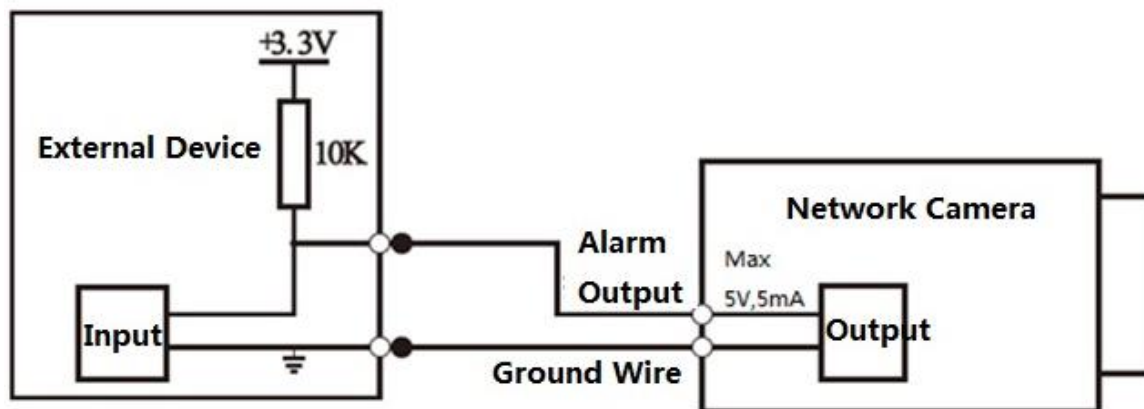 +3.3V
External Device
10K
Network Camera
Alarm
Output
Max
5V,5mA
Input
Output
Ground Wire